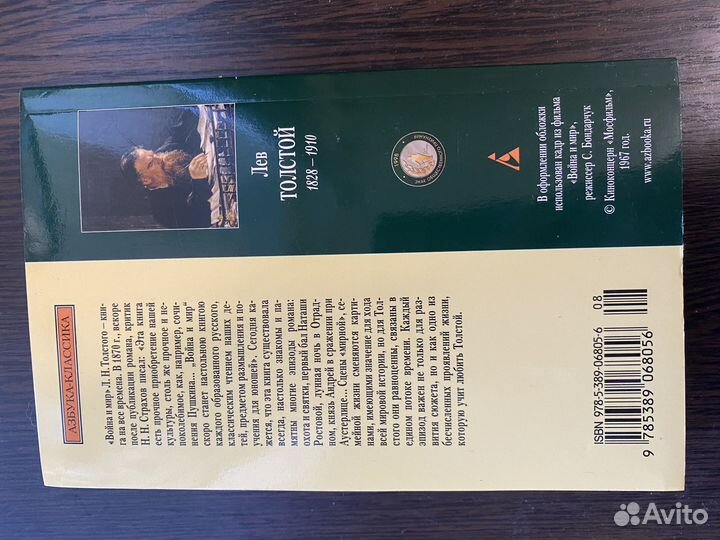 АЗБУКА-КЛАССИКА
«Война и мир» Л. Н. Толстого – кни-
га на все времена. В 1870 г., вскоре
после публикации романа, критик
Н. Н. Страхов писал: «Эта книга
есть прочное приобретение нашей
культуры, столь же прочное и не-
поколебимое, как, например, сочи-
нения Пушкина... „Война и мир“
скоро станет настольною книгою
каждого образованного русского,
классическим чтением наших де-
тей, предметом размышления и по-
учения для юношей». Сегодня ка-
жется, что эта книга существовала
всегда, настолько знакомы и па-
мятны многие эпизоды романа:
охота и святки, первый бал Наташи
Ростовой, лунная ночь в Отрад-
ном, князь Андрей в сражении при
Аустерлице... Сцены «мирной», се-
мейной жизни сменяются карти-
нами, имеющими значение для хода
всей мировой истории, но для Тол-
стого они равноценны, связаны в
едином потоке времени. Каждый
эпизод важен не только для раз-
вития сюжета, но и как одно из
бесчисленных проявлений жизни,
которую учит любить Толстой.
ISBN 978-5-389-06805-6
08
9 785389 068056
Лев
ТОЛСТОЙ
1828 – 1910
В оформлении обложки
использован кадр из фильма
«Война и мир»,
режиссер С. Бондарчук
© Киноконцерн «Мосфильм»,
1967 год.
www.azbooka.ru
Avito